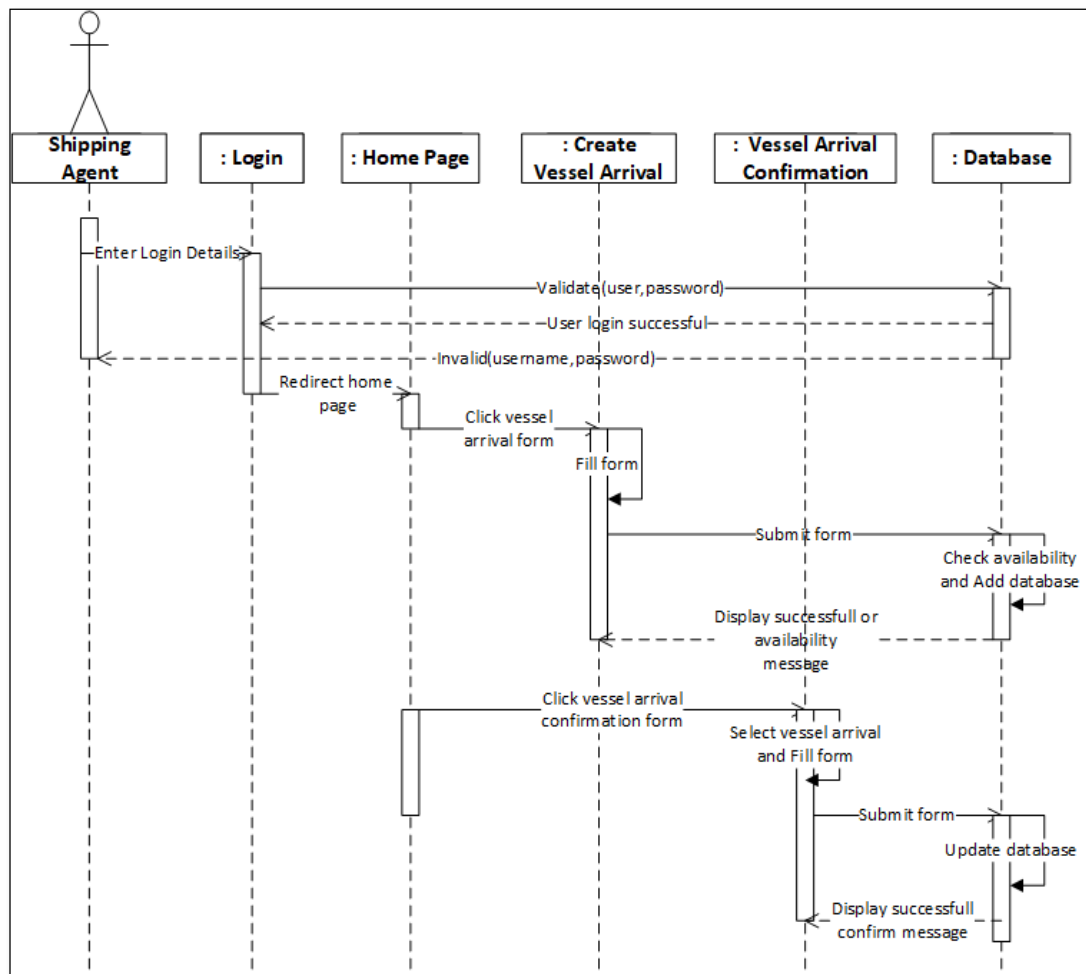 Shipping
Agent
: Login
: Home Page
: Create
Vessel Arrival
: Vessel Arrival
Confirmation
: Database
Enter Login Details
Validate(user,password)
User login successful
Invalid(username,password)
Redirect home
page
Click vessel
arrival form
Fill form
Submit form
Check availability
and Add database
Display successfull or
availability
message
Click vessel arrival
confirmation form
Select vessel arrival
and Fill form
Submit form
Update database
Display successfull
confirm message